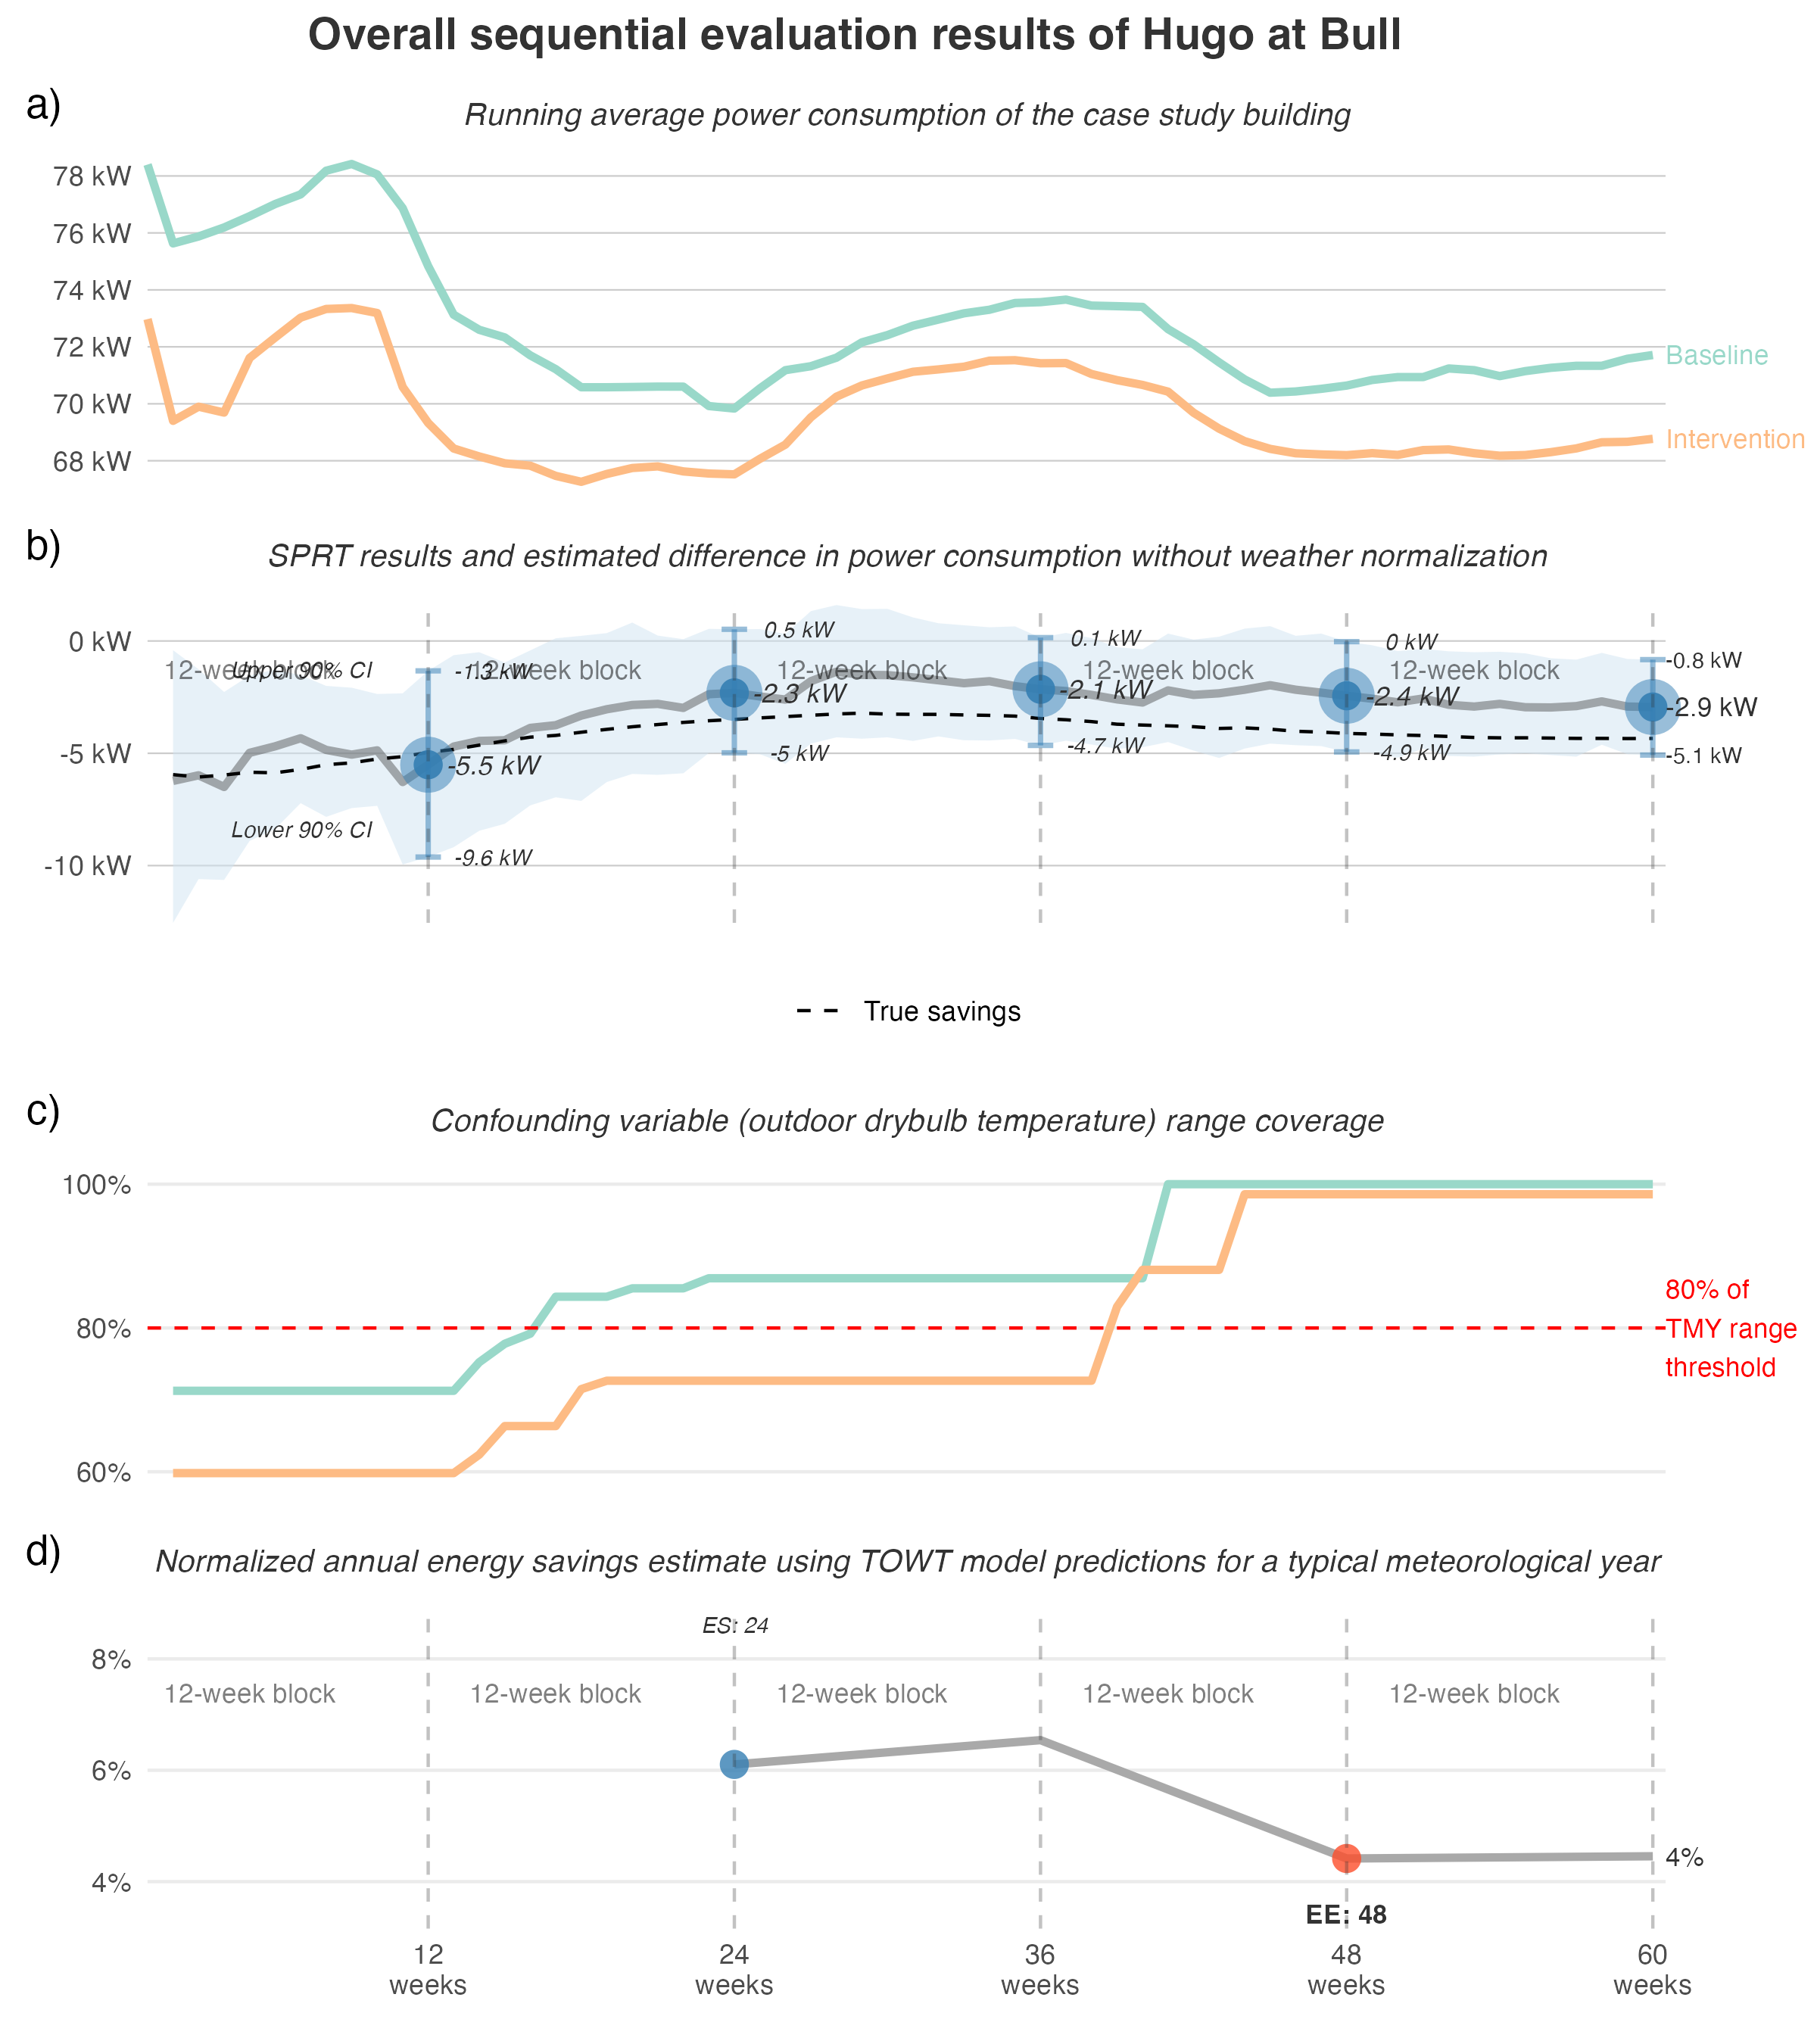 Overall sequential evaluation results of Hugo at Bull
a)
Running average power consumption of the case study building
78 kW
76 kW
74 kW
72 kW
70 kW
68 kW
Baseline
Intervention
b)
SPRT results and estimated difference in power consumption without weather normalization
0 kW
-5 kW
-10 kW
12-week block
12-week block
12-week block
12-week block
12-week block
Upper 90% CI
Lower 90% CI
-1.3 kW
-5.5 kW
-9.6 kW
0.5 kW
-2.3 kW
-5 kW
0.1 kW
-2.1 kW
-4.7 kW
0 kW
-2.4 kW
-4.9 kW
-0.8 kW
-2.9 kW
-5.1 kW
True savings
c)
Confounding variable (outdoor drybulb temperature) range coverage
100%
80%
60%
80% of
TMY range
threshold
d)
Normalized annual energy savings estimate using TOWT model predictions for a typical meteorological year
ES: 24
8%
6%
4%
12-week block
12-week block
12-week block
12-week block
12-week block
4%
EE: 48
12
weeks
24
weeks
36
weeks
48
weeks
60
weeks